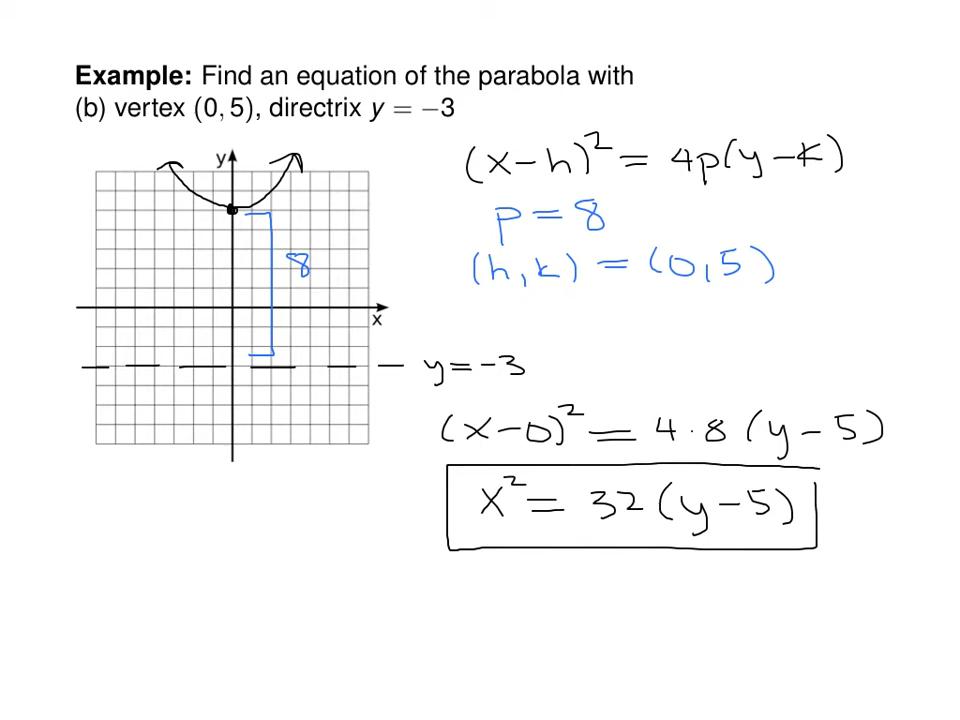 Example: Find an equation of the parabola with
(b) vertex (0, 5), directrix y = −3
y
(x-h)² = 4p(y-k)
p = 8
8
(h,k) = (0,5)
x
y = -3
(x-0)² = 4·8(y-5)
x² = 32(y-5)